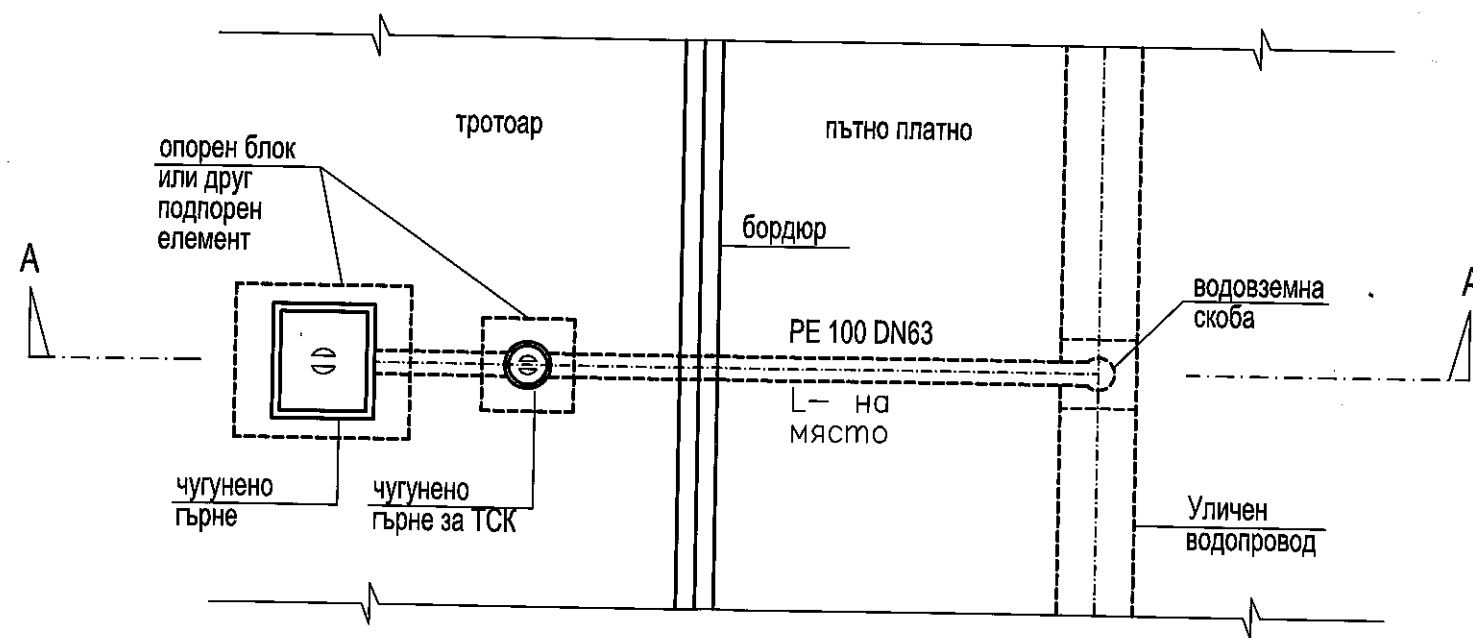 тротоар
пътно платно
опорен блок
или друг
подпорен
елемент
бордюр
А
А
водовземна
скоба
PE 100 DN63
L— на
място
чугунено
гърне
чугунено
гърне за ТСК
Уличен
водопровод